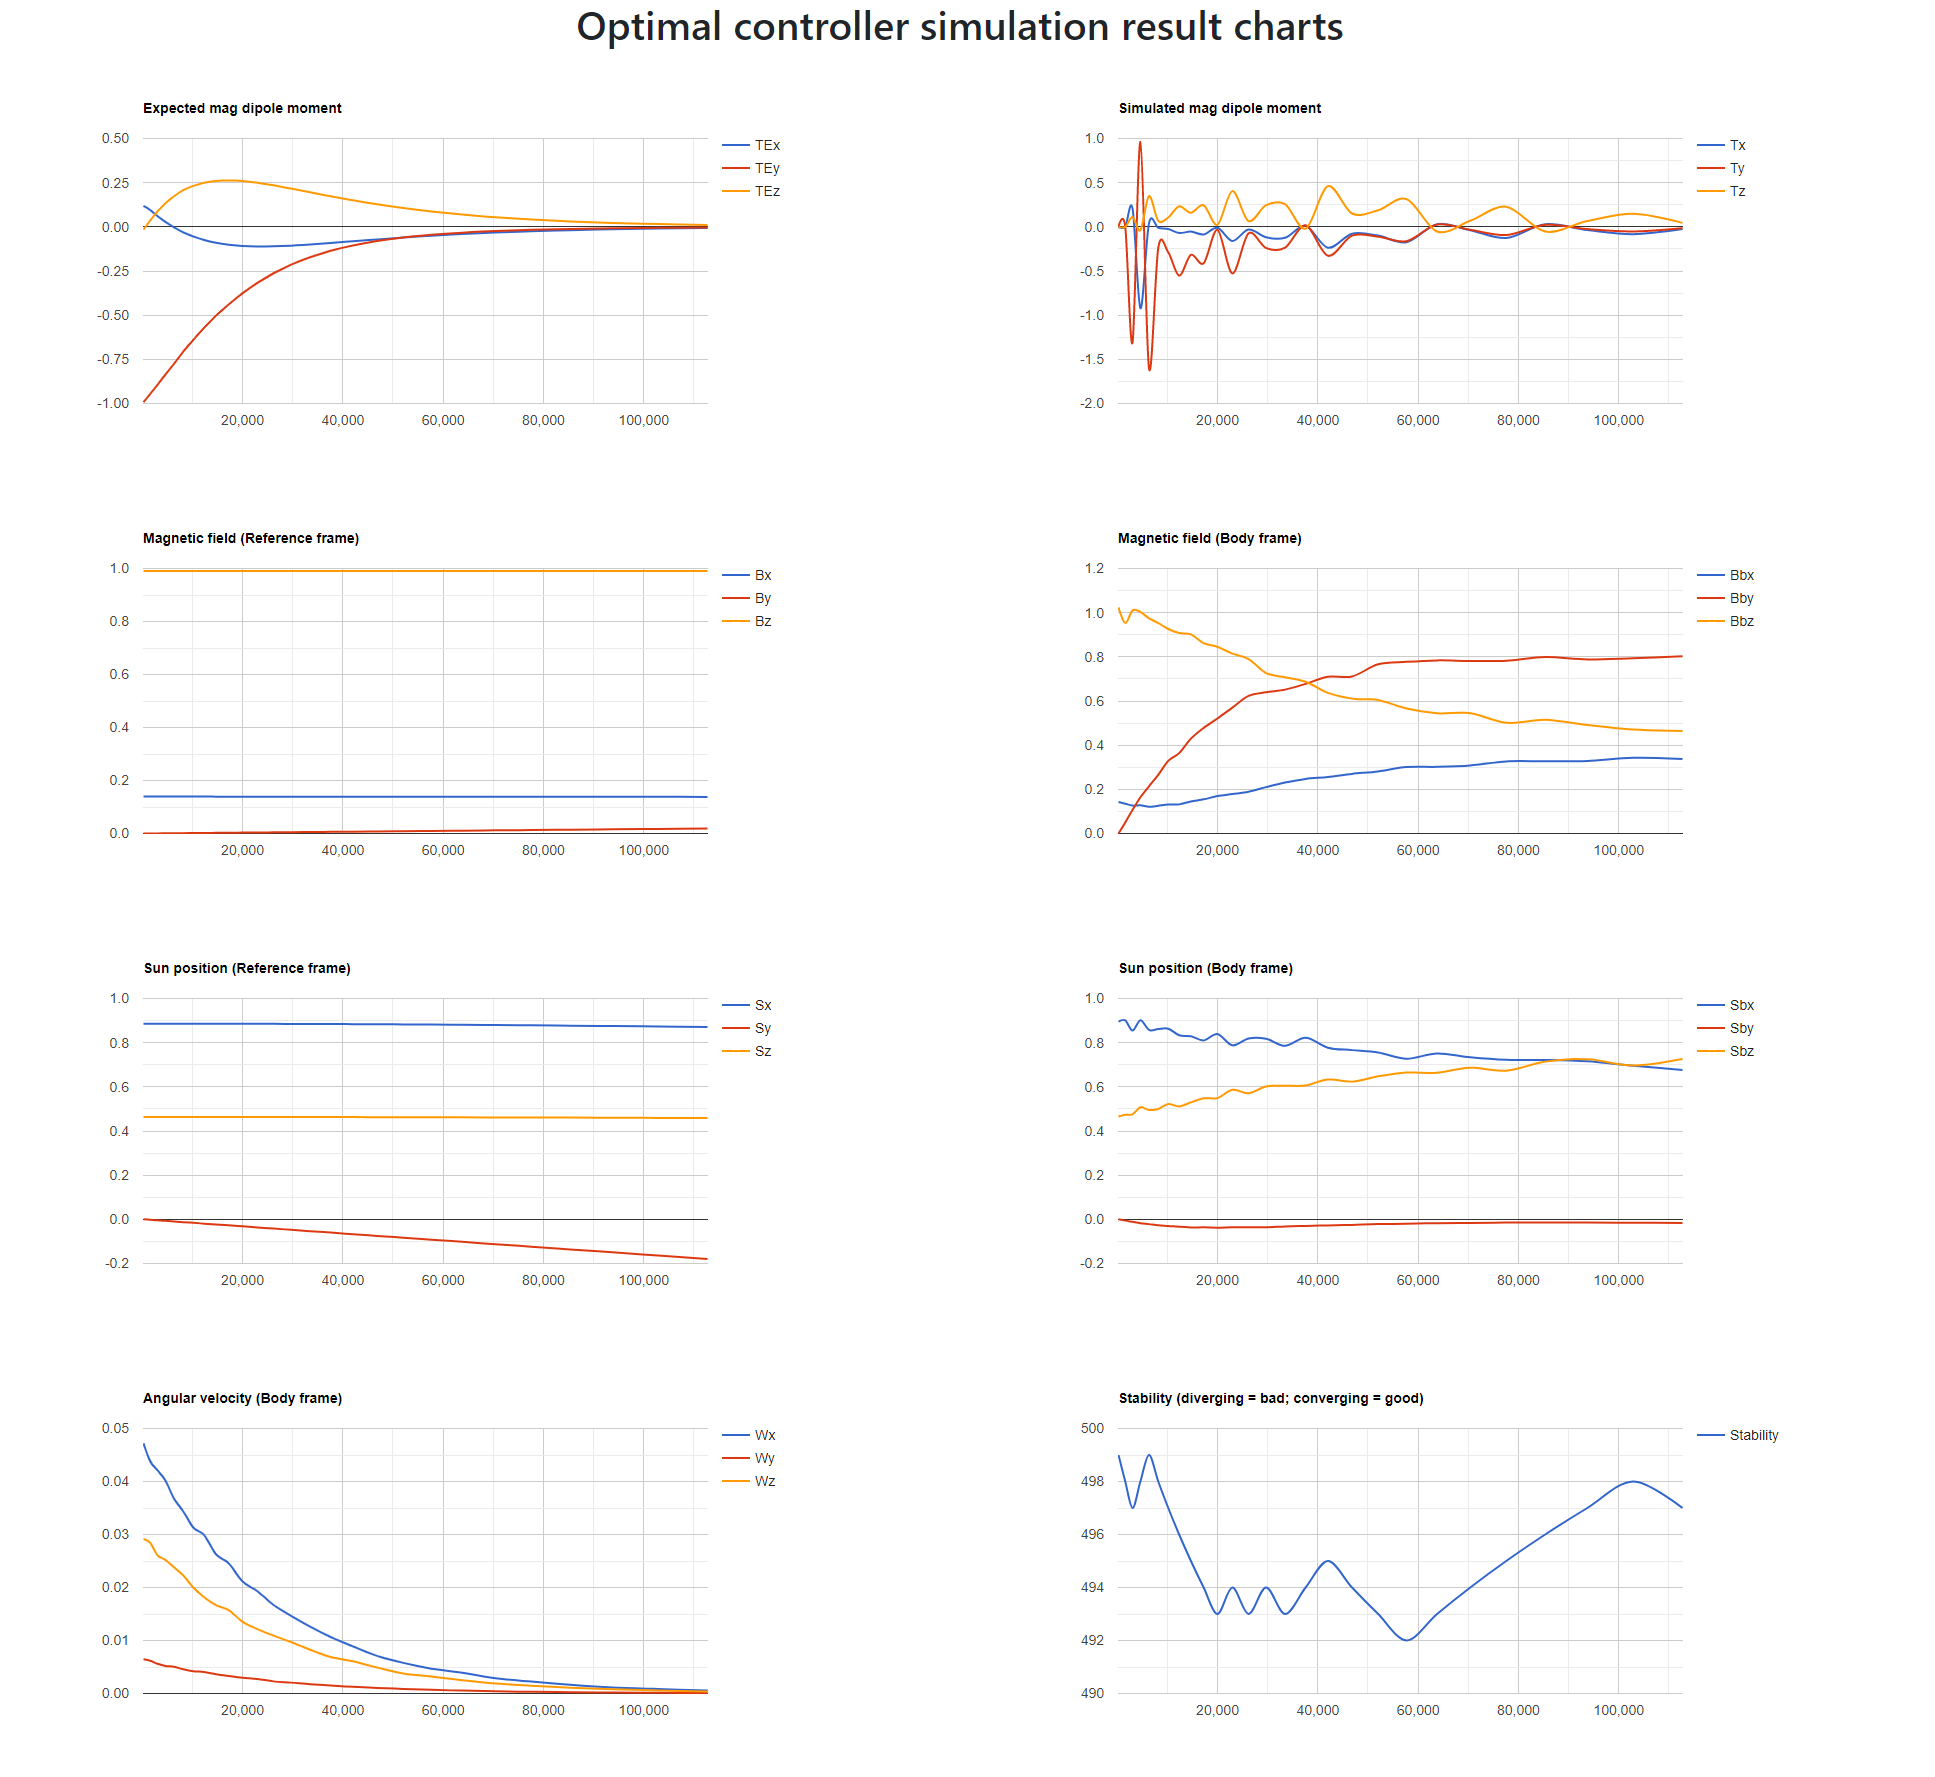 Optimal controller simulation result charts
Expected mag dipole moment
0.50
0.25
0.00
-0.25
-0.50
-0.75
-1.00
20,000 40,000 60,000 80,000 100,000
TEx
TEy
TEz
Simulated mag dipole moment
1.0
0.5
0.0
-0.5
-1.0
-1.5
-2.0
20,000 40,000 60,000 80,000 100,000
Tx
Ty
Tz
Magnetic field (Reference frame)
1.0
0.8
0.6
0.4
0.2
0.0
20,000 40,000 60,000 80,000 100,000
Bx
By
Bz
Magnetic field (Body frame)
1.2
1.0
0.8
0.6
0.4
0.2
0.0
20,000 40,000 60,000 80,000 100,000
Bbx
Bby
Bbz
Sun position (Reference frame)
1.0
0.8
0.6
0.4
0.2
0.0
-0.2
20,000 40,000 60,000 80,000 100,000
Sx
Sy
Sz
Sun position (Body frame)
1.0
0.8
0.6
0.4
0.2
0.0
-0.2
20,000 40,000 60,000 80,000 100,000
Sbx
Sby
Sbz
Angular velocity (Body frame)
0.05
0.04
0.03
0.02
0.01
0.00
20,000 40,000 60,000 80,000 100,000
Wx
Wy
Wz
Stability (diverging = bad; converging = good)
500
498
496
494
492
490
20,000 40,000 60,000 80,000 100,000
Stability